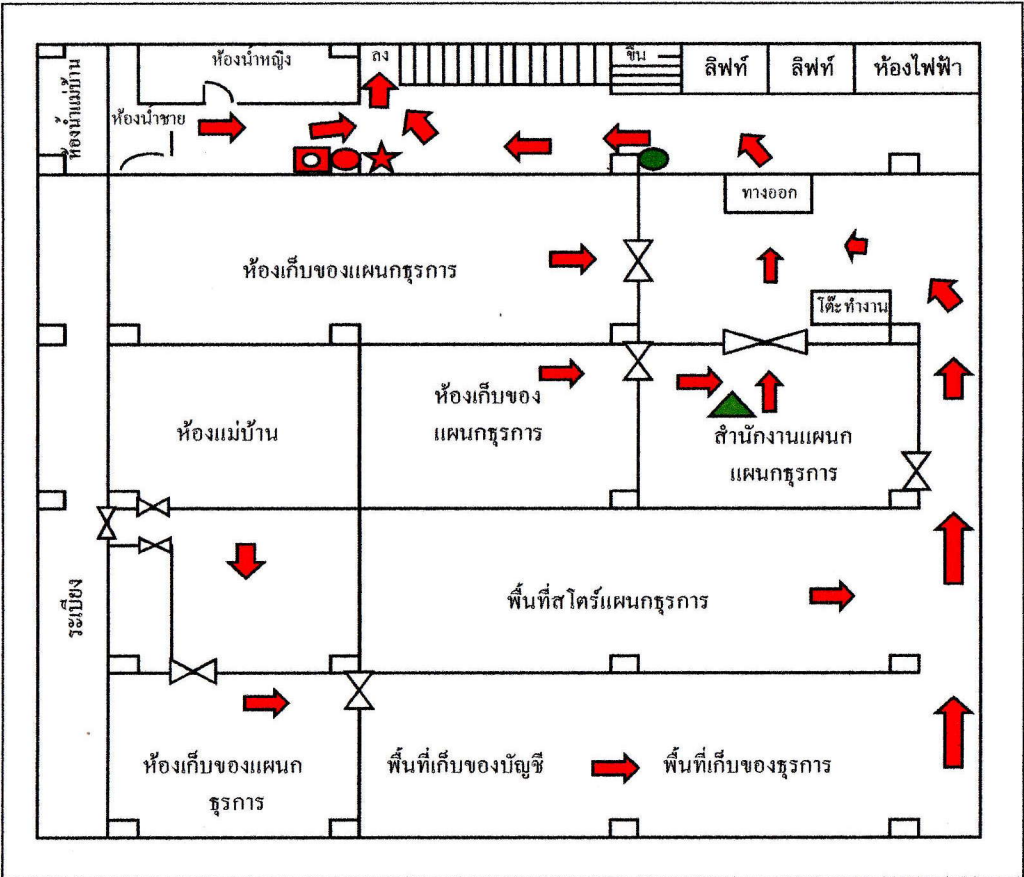 ห้องน้ำแม่บ้าน
ห้องน้ำหญิง
ลง
ขึ้น
ลิฟท์
ลิฟท์
ห้องไฟฟ้า
ห้องน้ำชาย
ทางออก
ห้องเก็บของแผนกธุรการ
โต๊ะทำงาน
ห้องแม่บ้าน
ห้องเก็บของ
แผนกธุรการ
สำนักงานแผนก
แผนกธุรการ
ระเบียง
พื้นที่สโตร์แผนกธุรการ
ห้องเก็บของแผนก
ธุรการ
พื้นที่เก็บของบัญชี
พื้นที่เก็บของธุรการ